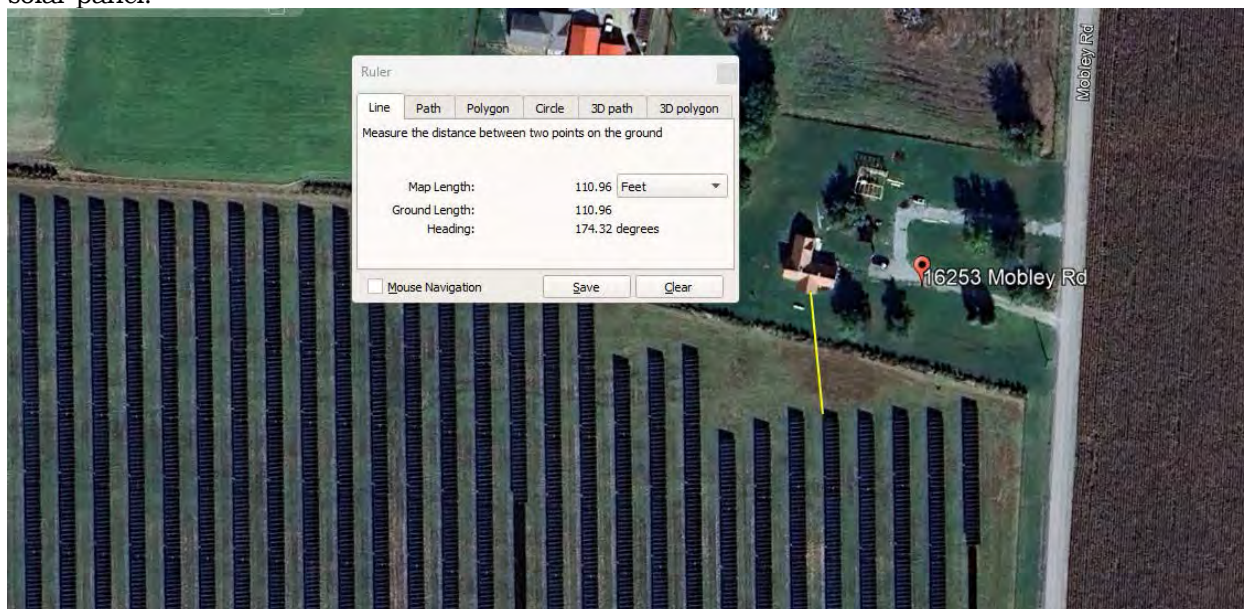 solar panel.
Mobley Rd
Ruler
Line Path Polygon Circle 3D path 3D polygon
Measure the distance between two points on the ground
Map Length: 110.96 Feet
Ground Length: 110.96
Heading: 174.32 degrees
Mouse Navigation Save Clear
16253 Mobley Rd